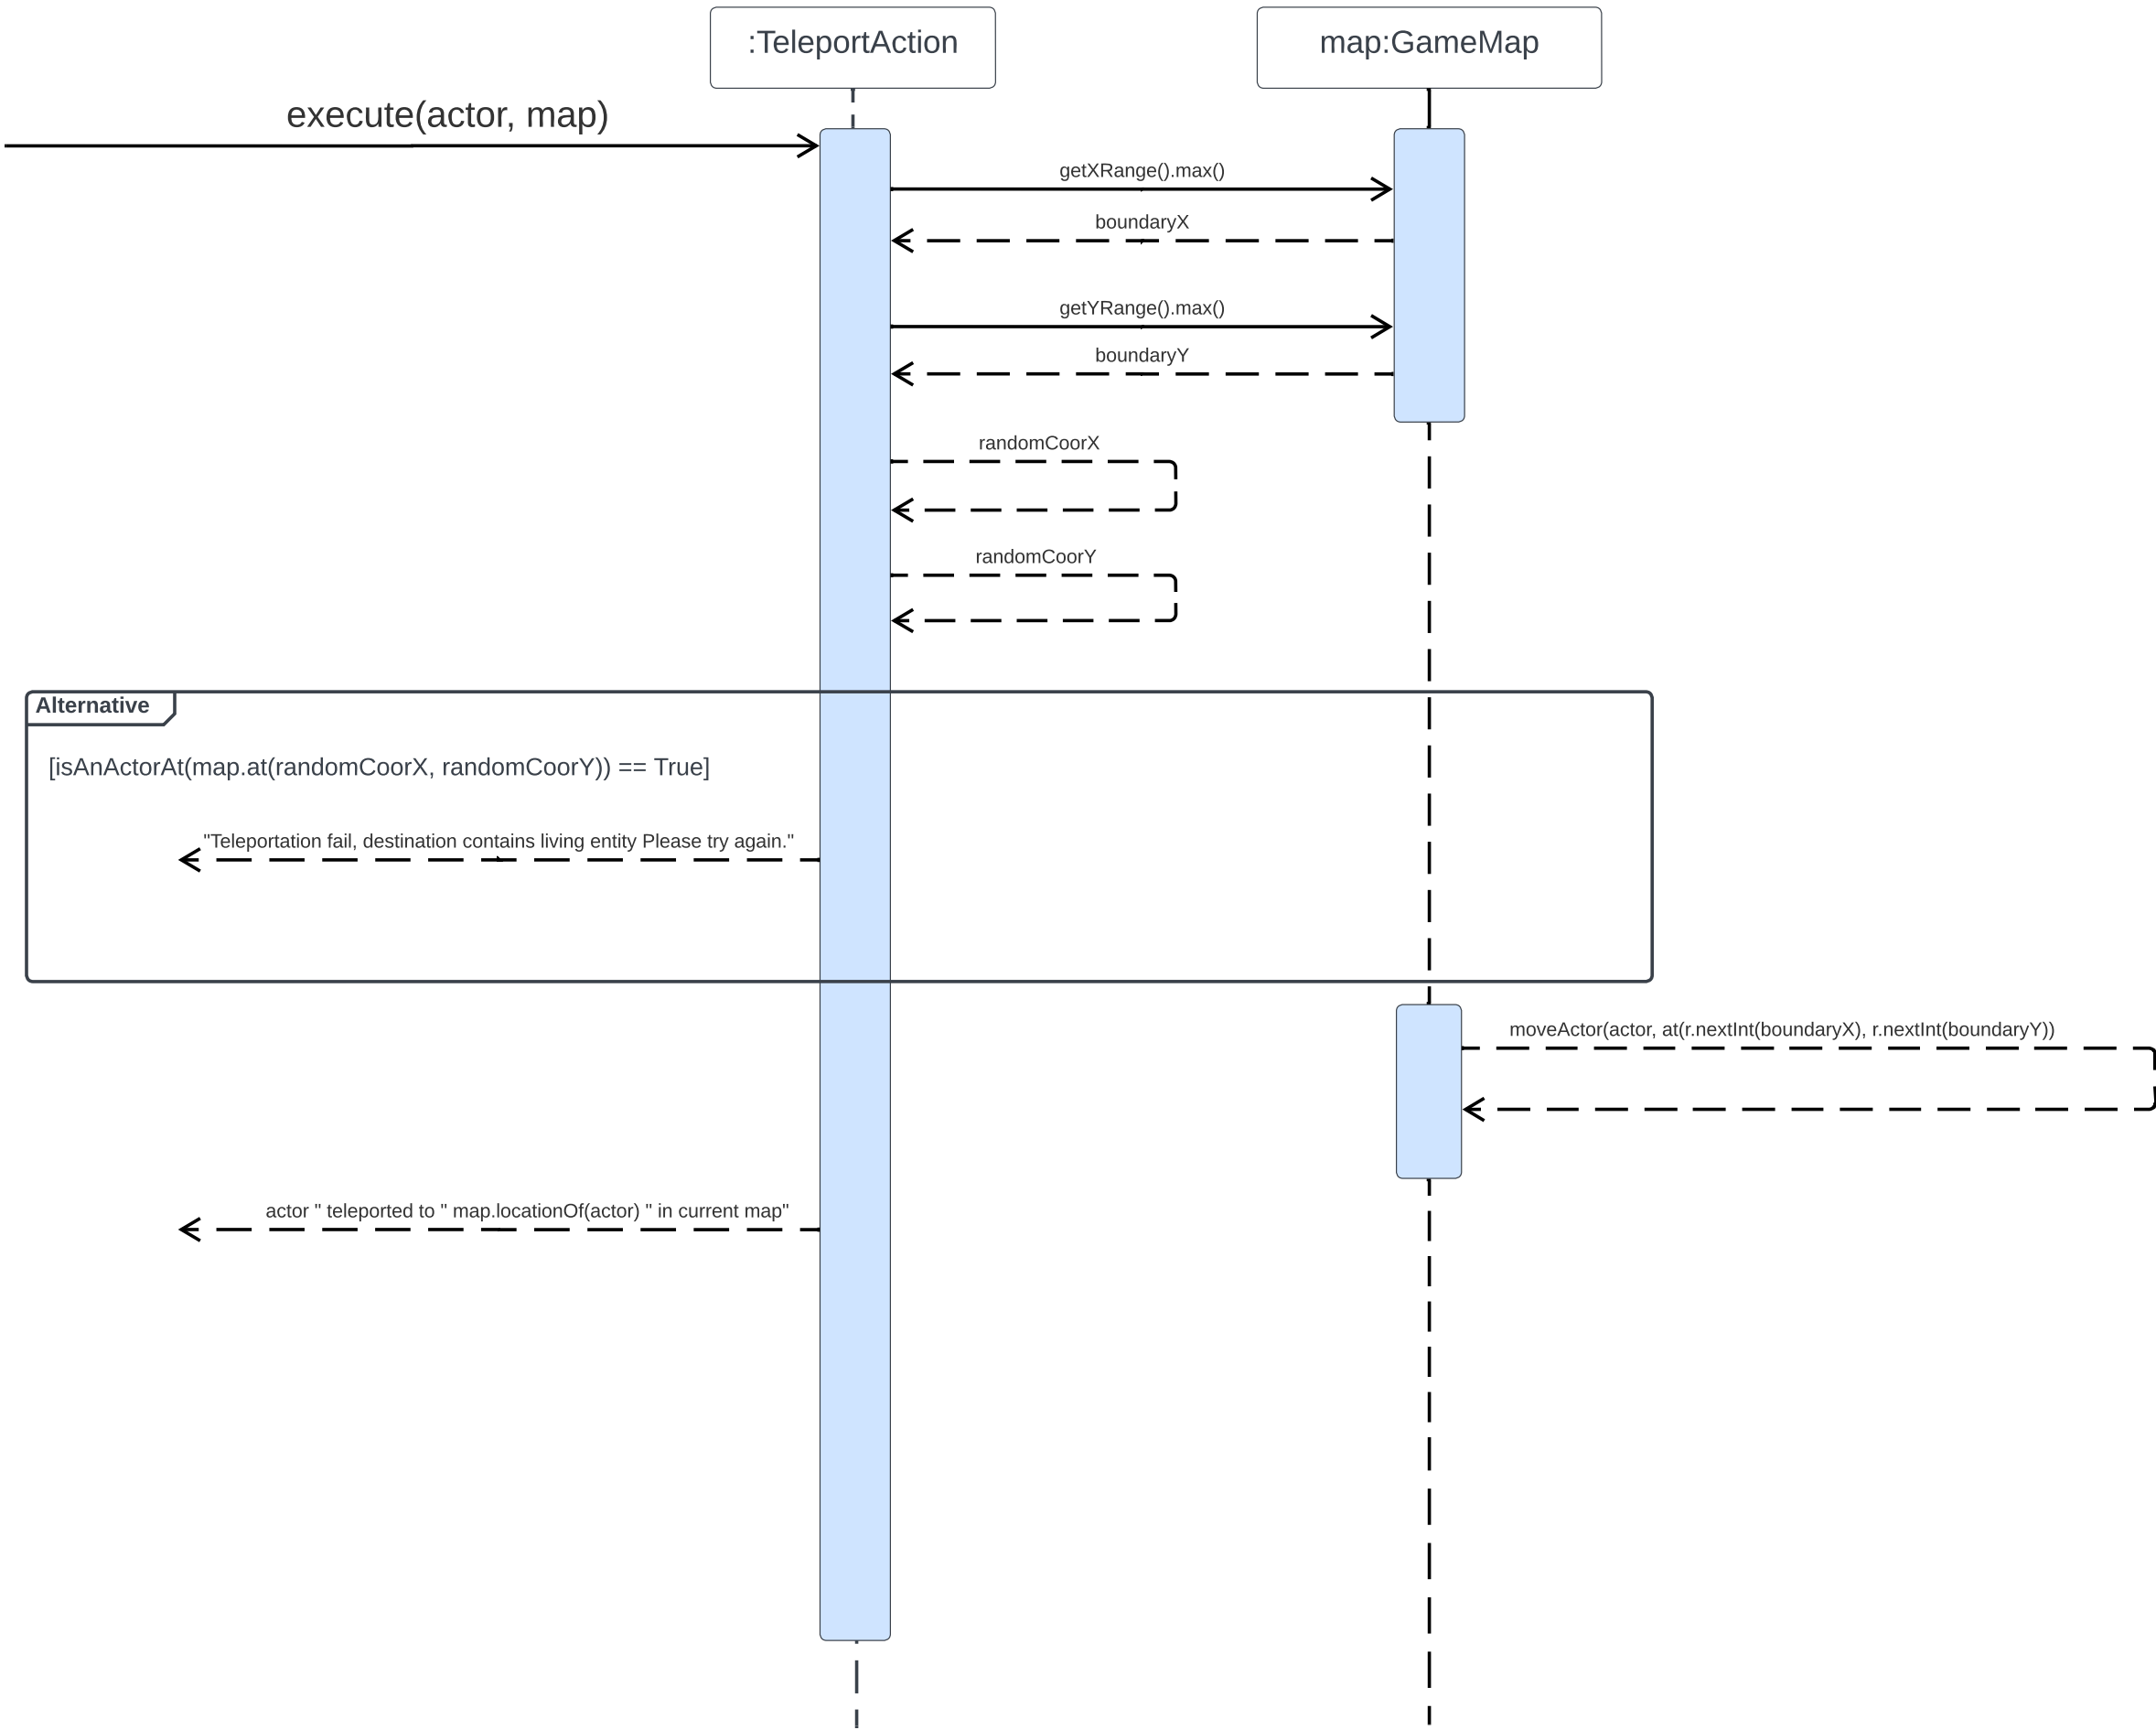 :TeleportAction
map:GameMap
execute(actor, map)
getXRange().max()
boundaryX
getYRange().max()
boundaryY
randomCoorX
randomCoorY
Alternative
[isAnActorAt(map.at(randomCoorX, randomCoorY)) == True]
"Teleportation fail, destination contains living entity Please try again."
moveActor(actor, at(r.nextInt(boundaryX), r.nextInt(boundaryY))
actor " teleported to " map.locationOf(actor) " in current map"